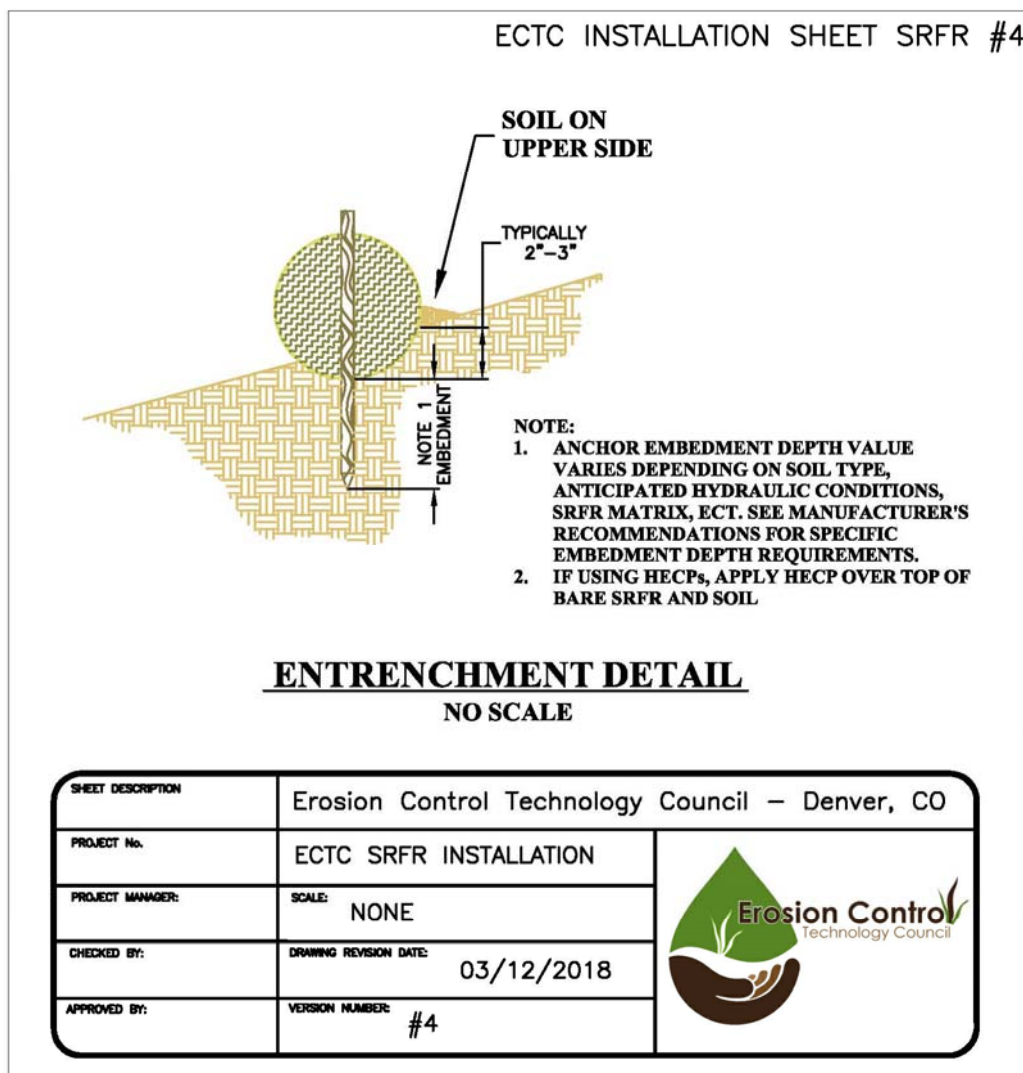 ECTC INSTALLATION SHEET SRFR #4
SOIL ON
UPPER SIDE
TYPICALLY
2"-3"
NOTE 1
EMBEDMENT
NOTE:
1. ANCHOR EMBEDMENT DEPTH VALUE
VARIES DEPENDING ON SOIL TYPE,
ANTICIPATED HYDRAULIC CONDITIONS,
SRFR MATRIX, ECT. SEE MANUFACTURER'S
RECOMMENDATIONS FOR SPECIFIC
EMBEDMENT DEPTH REQUIREMENTS.
2. IF USING HECPs, APPLY HECP OVER TOP OF
BARE SRFR AND SOIL
ENTRENCHMENT DETAIL
NO SCALE
SHEET DESCRIPTION
Erosion Control Technology Council – Denver, CO
PROJECT No.
ECTC SRFR INSTALLATION
PROJECT MANAGER:
SCALE:
NONE
CHECKED BY:
DRAWING REVISION DATE:
03/12/2018
APPROVED BY:
VERSION NUMBER:
#4
Erosion Control
Technology Council